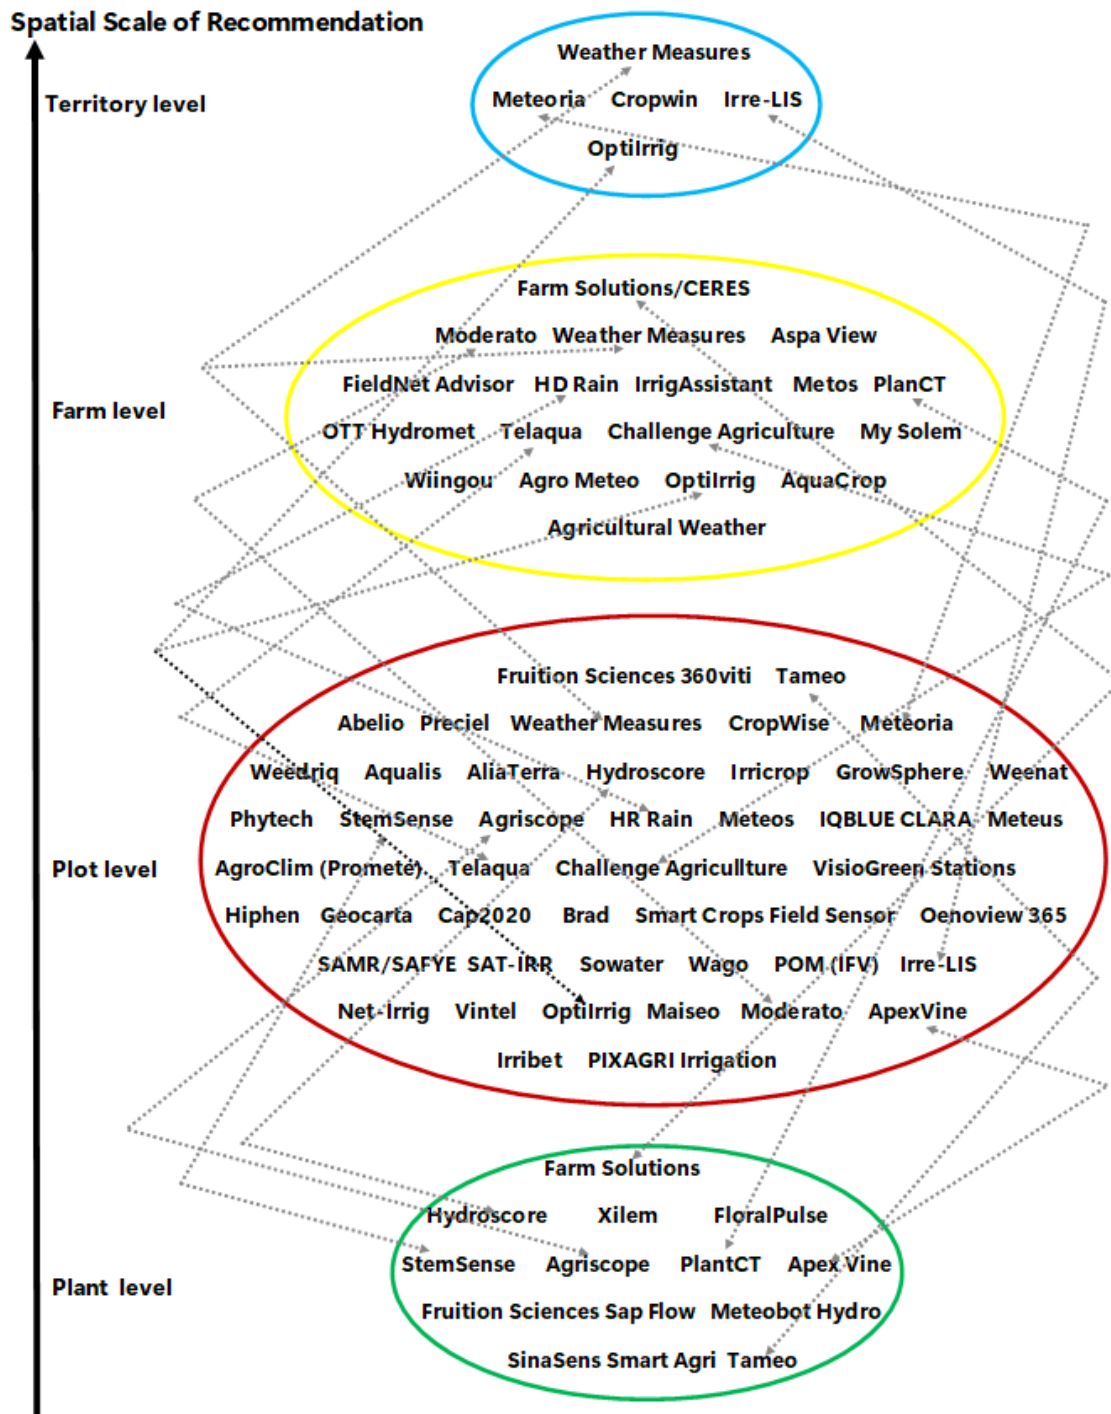 Spatial Scale of Recommendation
Weather Measures
Territory level
Meteoria Cropwin Irre-LIS
OptiIrrig
Farm Solutions/CERES
Moderato Weather Measures Aspa View
FieldNet Advisor HD Rain IrrigAssistant Metos PlanCT
Farm level
OTT Hydromet Telaqua Challenge Agriculture My Solem
Wiingou Agro Meteo OptiIrrig AquaCrop
Agricultural Weather
Fruition Sciences 360viti Tameo
Abelio Preciel Weather Measures CropWise Meteoria
Weedriq Aqualis AliaTerra Hydroscore Irricrop GrowSphere Weenat
Phytech StemSense Agriscope HR Rain Meteos IQBLUE CLARA Meteus
Plot level
AgroClim (Promete) Telaqua Challenge Agricullture VisioGreen Stations
Hiphen Geocarta Cap2020 Brad Smart Crops Field Sensor Oenoview 365
SAMR/SAFYE SAT-IRR Sowater Wago POM (IFV) Irre-LIS
Net-Irrig Vintel OptiIrrig Maiseo Moderato ApexVine
Irribet PIXAGRI Irrigation
Farm Solutions
Hydroscore Xilem FloralPulse
StemSense Agriscope PlantCT Apex Vine
Plant level
Fruition Sciences Sap Flow Meteobot Hydro
SinaSens Smart Agri Tameo